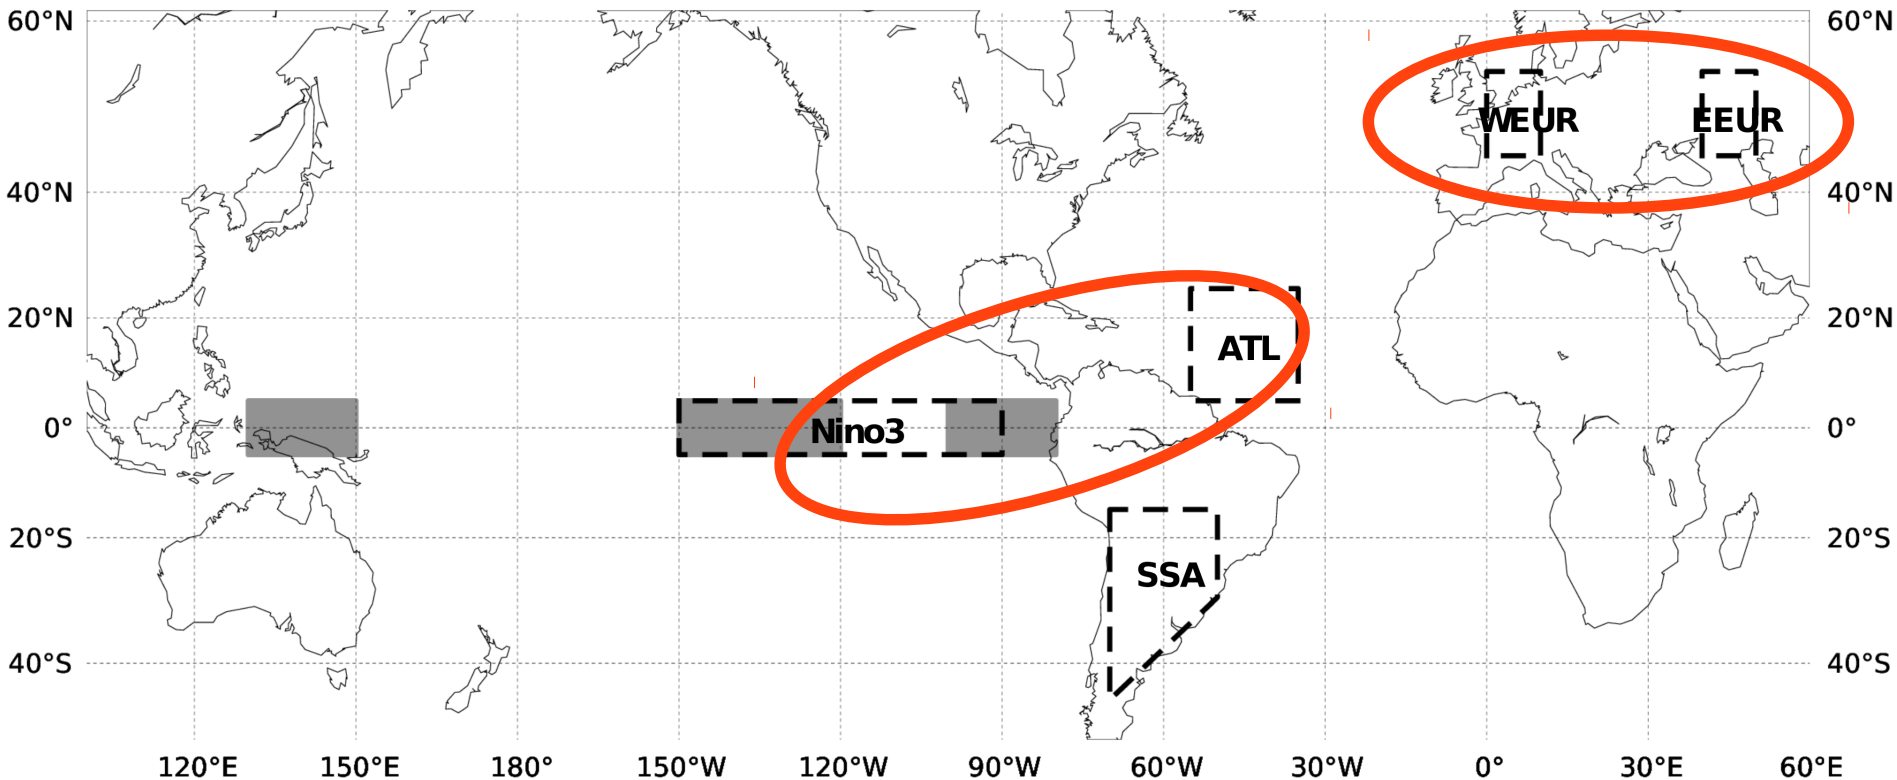 60°N 60°N
WEUR EEUR
40°N 40°N
20°N 20°N
ATL
0° Nino3 0°
20°S 20°S
SSA
40°S 40°S
120°E 150°E 180° 150°W 120°W 90°W 60°W 30°W 0° 30°E 60°E